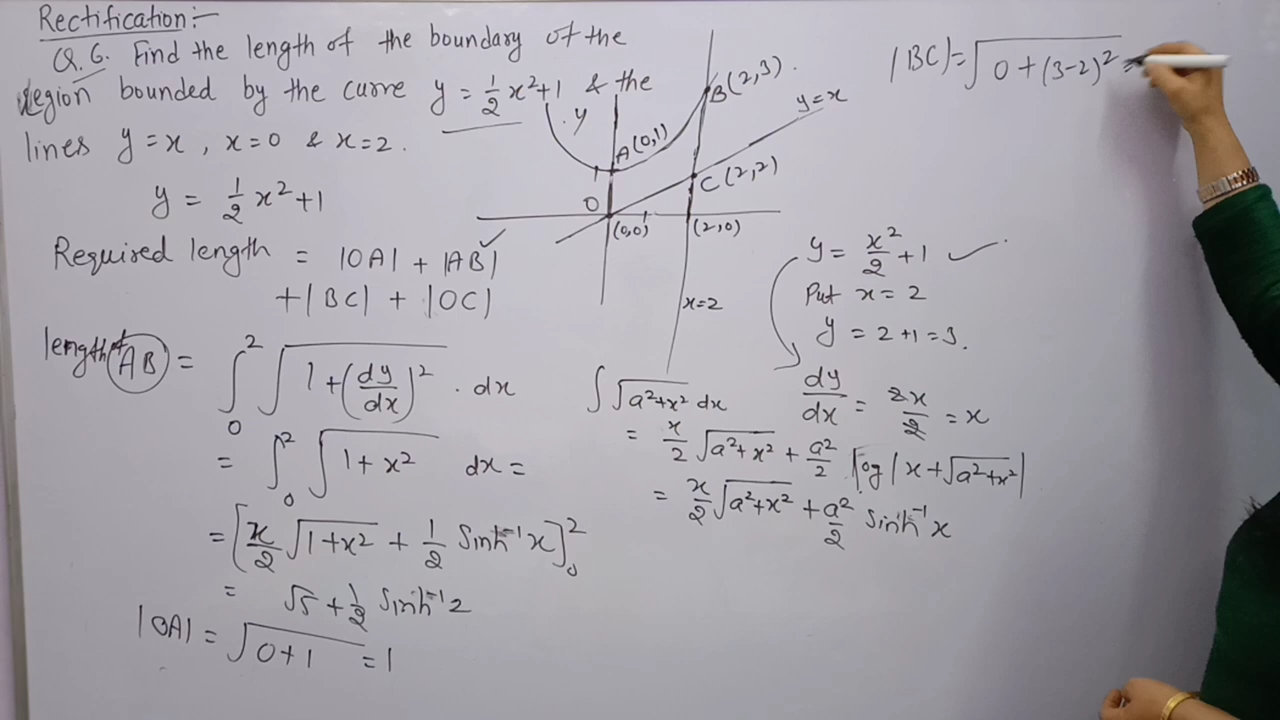 Rectification:-
Q.6. Find the length of the boundary of the
region bounded by the curve y = 1/2 x²+1 & the
lines y = x, x=0 & x=2.
y = 1/2 x²+1
Required length = |OA| + |AB| ✓
+ |BC| + |OC|
length of AB = ∫₀² √(1+(dy/dx)²) . dx
= ∫₀² √(1+x²) dx =
= [x/2 √(1+x²) + 1/2 Sinh⁻¹x]₀²
= √5 + 1/2 Sinh⁻¹2
|OA| = √(0+1) = 1
y
A(0,1)
B(2,3).
y=x
C(2,2)
O
(0,0)
(2,0)
x=2
y = x²/2 + 1 ✓
Put x = 2
y = 2+1=3.
dy/dx = 2x/2 = x
∫√(a²+x²) dx
= x/2 √(a²+x²) + a²/2 log|x+√(a²+x²)|
= x/2 √(a²+x²) + a²/2 Sinh⁻¹x
|BC| = √(0+(3-2)²) =